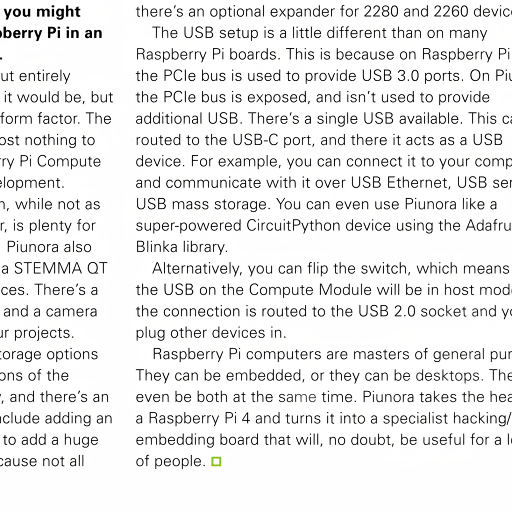 you might
pberry Pi in an
.
ut entirely
it would be, but
form factor. The
ost nothing to
rry Pi Compute
elopment.
n, while not as
r, is plenty for
Piunora also
a STEMMA QT
ces. There's a
and a camera
ur projects.
torage options
ons of the
, and there's an
nclude adding an
to add a huge
cause not all
there's an optional expander for 2280 and 2260 device
The USB setup is a little different than on many
Raspberry Pi boards. This is because on Raspberry Pi
the PCIe bus is used to provide USB 3.0 ports. On Piu
the PCIe bus is exposed, and isn't used to provide
additional USB. There's a single USB available. This ca
routed to the USB-C port, and there it acts as a USB
device. For example, you can connect it to your comp
and communicate with it over USB Ethernet, USB ser
USB mass storage. You can even use Piunora like a
super-powered CircuitPython device using the Adafru
Blinka library.
Alternatively, you can flip the switch, which means
the USB on the Compute Module will be in host mode
the connection is routed to the USB 2.0 socket and yo
plug other devices in.
Raspberry Pi computers are masters of general pur
They can be embedded, or they can be desktops. The
even be both at the same time. Piunora takes the hea
a Raspberry Pi 4 and turns it into a specialist hacking/
embedding board that will, no doubt, be useful for a lo
of people.